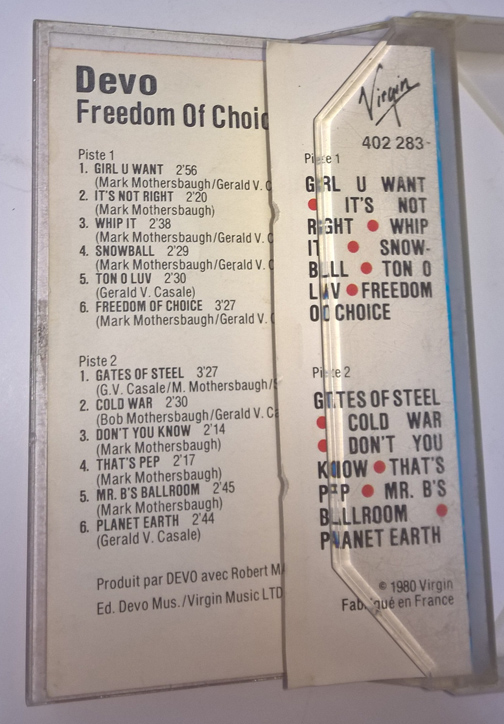 Devo
Freedom Of Choic
Piste 1
1. GIRL U WANT 2'56
(Mark Mothersbaugh/Gerald V. C
2. IT'S NOT RIGHT 2'20
(Mark Mothersbaugh)
3. WHIP IT 2'38
(Mark Mothersbaugh/Gerald V. C
4. SNOWBALL 2'29
(Mark Mothersbaugh/Gerald V. C
5. TON O LUV 2'30
(Gerald V. Casale)
6. FREEDOM OF CHOICE 3'27
(Mark Mothersbaugh/Gerald V.
Piste 2
1. GATES OF STEEL 3'27
(G.V. Casale/M. Mothersbaugh/
2. COLD WAR 2'30
(Bob Mothersbaugh/Gerald V. Ca
3. DON'T YOU KNOW 2'14
(Mark Mothersbaugh)
4. THAT'S PEP 2'17
(Mark Mothersbaugh)
5. MR. B'S BALLROOM 2'45
(Mark Mothersbaugh)
6. PLANET EARTH 2'44
(Gerald V. Casale)
Produit par DEVO avec Robert M
Ed. Devo Mus./Virgin Music LTD
Virgin
402 283-
Piste 1
GIRL U WANT
• IT'S NOT
RIGHT • WHIP
IT • SNOW-
BALL • TON O
LUV • FREEDOM
OF CHOICE
Piste 2
GATES OF STEEL
• COLD WAR
• DON'T YOU
KNOW • THAT'S
PEP • MR. B'S
BALLROOM •
PLANET EARTH
© 1980 Virgin
Fabriqué en France